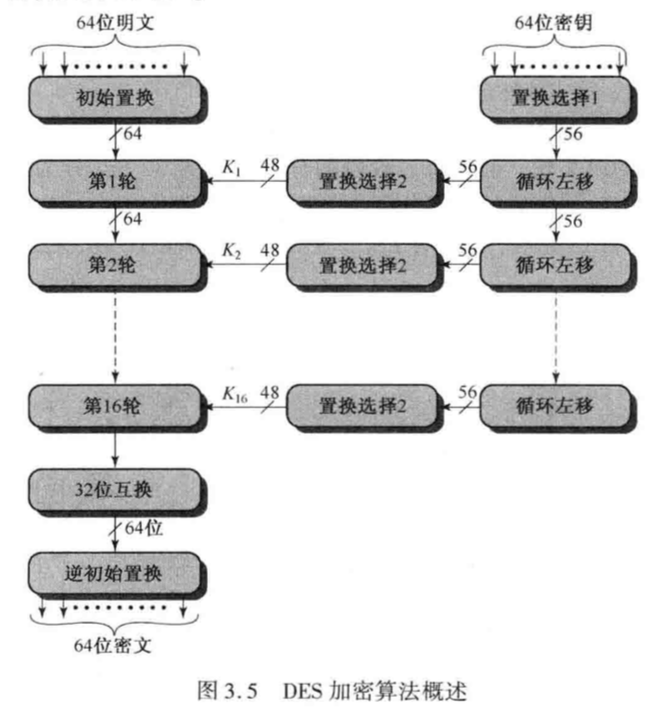 64位明文 64位密钥
初始置换 置换选择1
64 56
第1轮 K1 48 置换选择2 56 循环左移
64 56
第2轮 K2 48 置换选择2 56 循环左移
第16轮 K16 48 置换选择2 56 循环左移
32位互换
64位
逆初始置换
64位密文
图 3.5 DES 加密算法概述